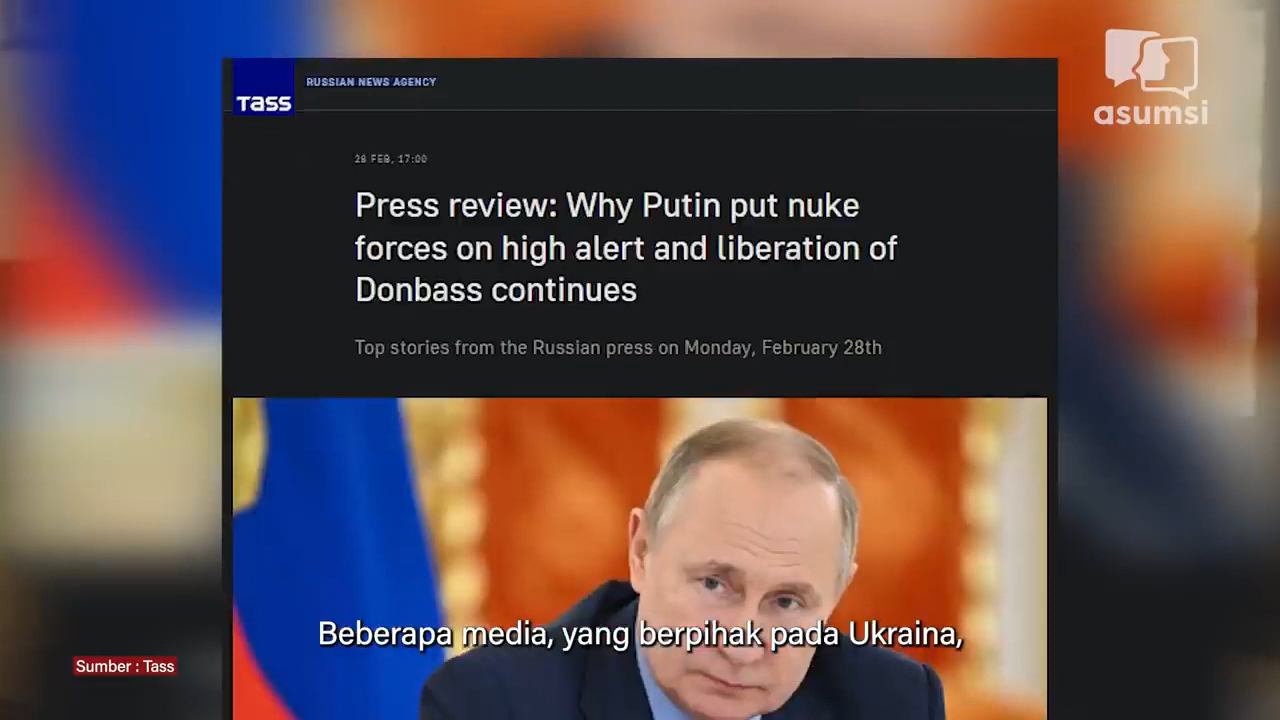 TASS
RUSSIAN NEWS AGENCY
asumsi
28 FEB, 17:00
Press review: Why Putin put nuke
forces on high alert and liberation of
Donbass continues
Top stories from the Russian press on Monday, February 28th
Beberapa media, yang berpihak pada Ukraina,
Sumber : Tass